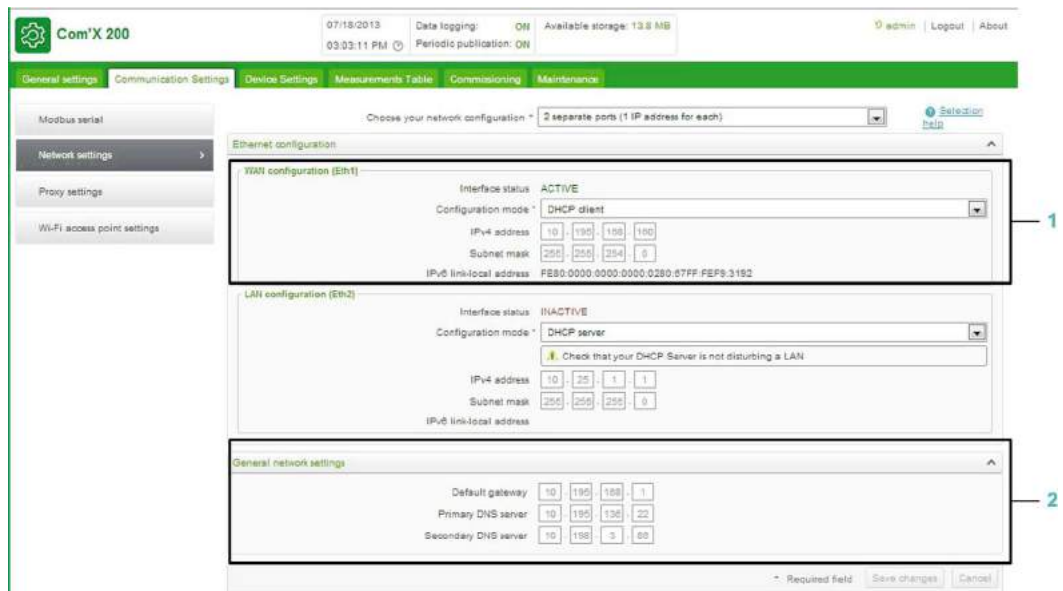 Com'X 200
07/18/2013
03:03:11 PM
Data logging: ON
Periodic publication: ON
Available storage: 13.8 MB
admin | Logout | About
General settings
Communication Settings
Device Settings
Measurements Table
Commisioning
Maintenance
Modbus serial
Network settings
Proxy settings
Wi-Fi access point settings
Choose your network configuration * 2 separate ports (1 IP address for each)
Selection help
Ethernet configuration
WAN configuration (Eth1)
Interface status ACTIVE
Configuration mode * DHCP client
IPv4 address 10 . 195 . 168 . 160
Subnet mask 255 . 255 . 254 . 0
IPv6 link-local address FE80:0000:0000:0000:0280:67FF:FEF9:3192
1
LAN configuration (Eth2)
Interface status INACTIVE
Configuration mode * DHCP server
Check that your DHCP Server is not disturbing a LAN
IPv4 address 10 . 25 . 1 . 1
Subnet mask 255 . 255 . 255 . 0
IPv6 link-local address
General network settings
Default gateway 10 . 195 . 168 . 1
Primary DNS server 10 . 195 . 136 . 22
Secondary DNS server 10 . 198 . 3 . 88
2
* Required field
Save changes
Cancel